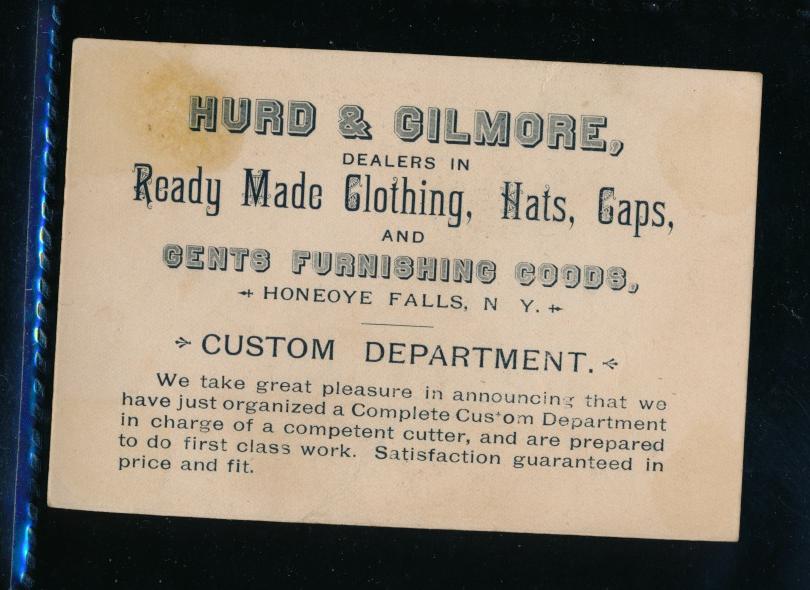 HURD & GILMORE,
DEALERS IN
Ready Made Clothing, Hats, Caps,
AND
GENTS FURNISHING GOODS,
HONEOYE FALLS, N Y.
CUSTOM DEPARTMENT.
We take great pleasure in announcing that we
have just organized a Complete Custom Department
in charge of a competent cutter, and are prepared
to do first class work. Satisfaction guaranteed in
price and fit.